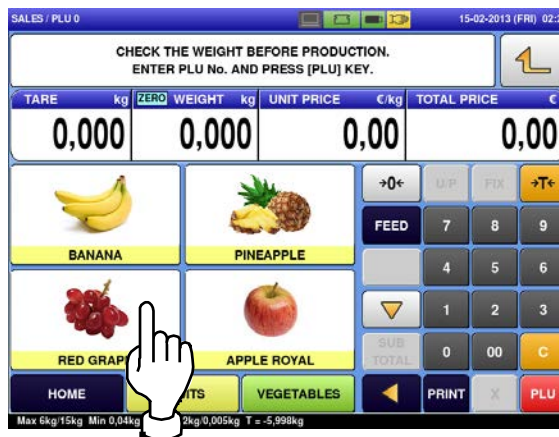 SALES / PLU 0
15-02-2013 (FRI) 02:2
CHECK THE WEIGHT BEFORE PRODUCTION.
ENTER PLU No. AND PRESS [PLU] KEY.
TARE kg ZERO WEIGHT kg UNIT PRICE €/kg TOTAL PRICE €
0,000 0,000 0,00 0,00
→0← U/P FIX →T←
FEED 7 8 9
BANANA PINEAPPLE
4 5 6
1 2 3
SUB TOTAL 0 00 C
RED GRAP APPLE ROYAL
HOME ITS VEGETABLES PRINT X PLU
Max 6kg/15kg Min 0,04kg 2kg/0,005kg T = -5,998kg